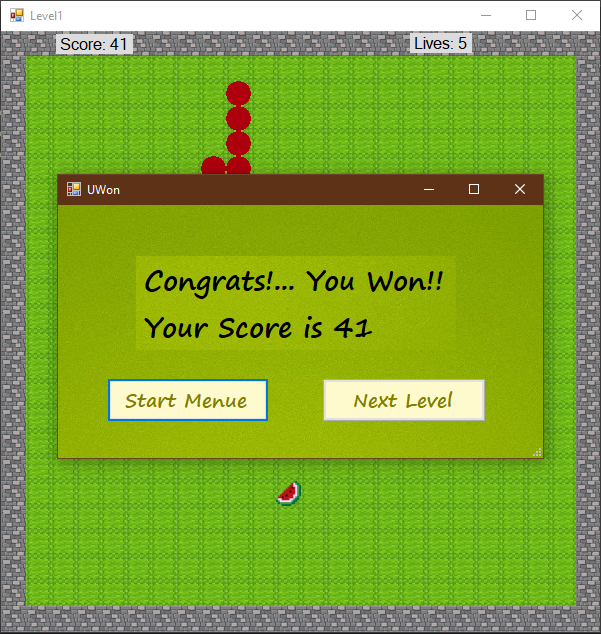 Level1
Score: 41
Lives: 5
UWon
Congrats!... You Won!!
Your Score is 41
Start Menue
Next Level